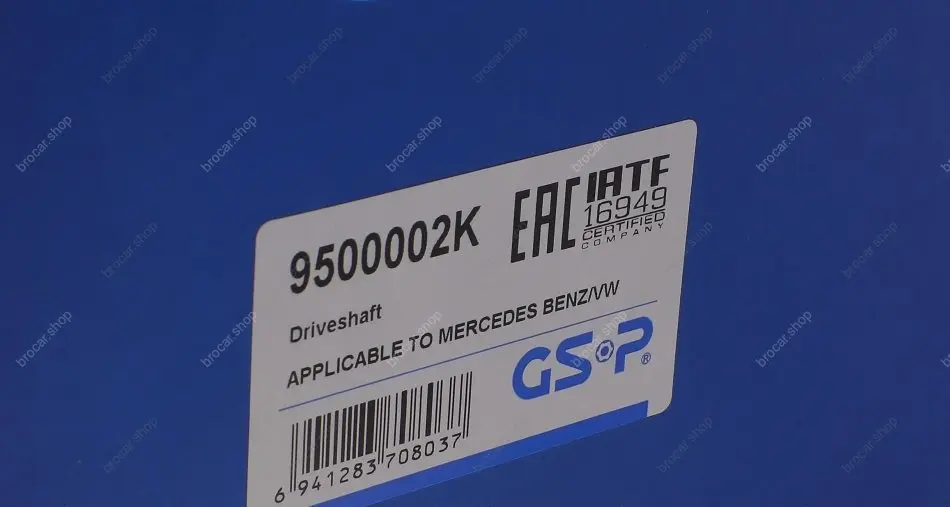 9500002K
EAC
IATF
16949
CERTIFIED
COMPANY
Driveshaft
APPLICABLE TO MERCEDES BENZ/VW
GSP®
6 941283 708037
brocar.shop